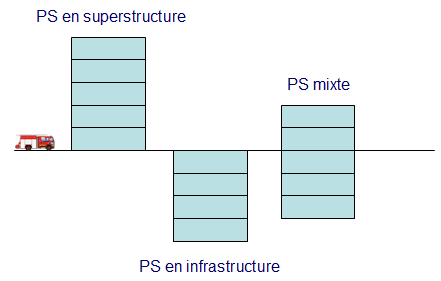 PS en superstructure
PS mixte
PS en infrastructure